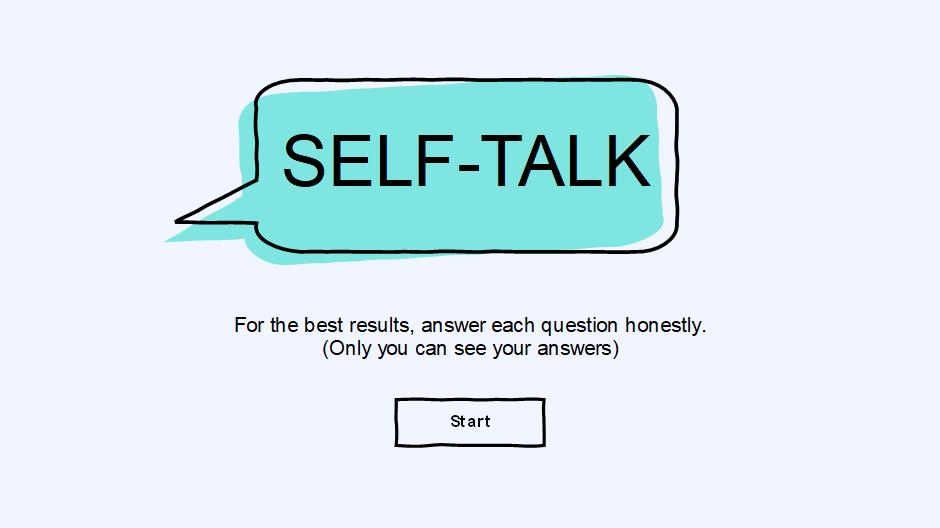 SELF-TALK
For the best results, answer each question honestly.
(Only you can see your answers)
Start